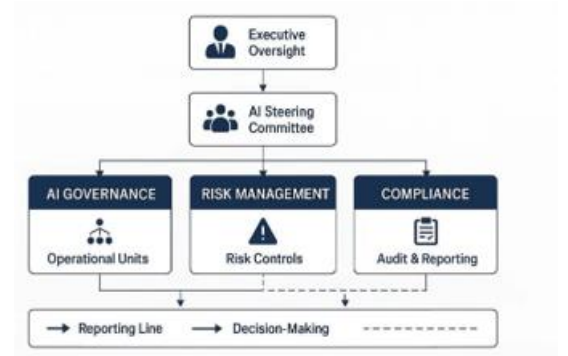 Executive
Oversight
AI Steering
Committee
AI GOVERNANCE
Operational Units
RISK MANAGEMENT
Risk Controls
COMPLIANCE
Audit & Reporting
Reporting Line
Decision-Making